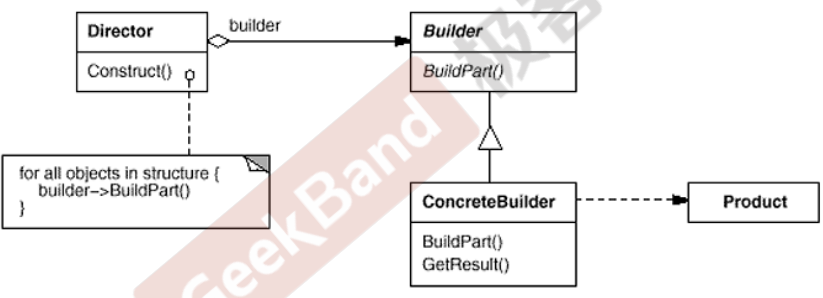 Director
Construct()
builder
Builder
BuildPart()
for all objects in structure {
builder->BuildPart()
}
ConcreteBuilder
BuildPart()
GetResult()
Product
GeekBand 极客